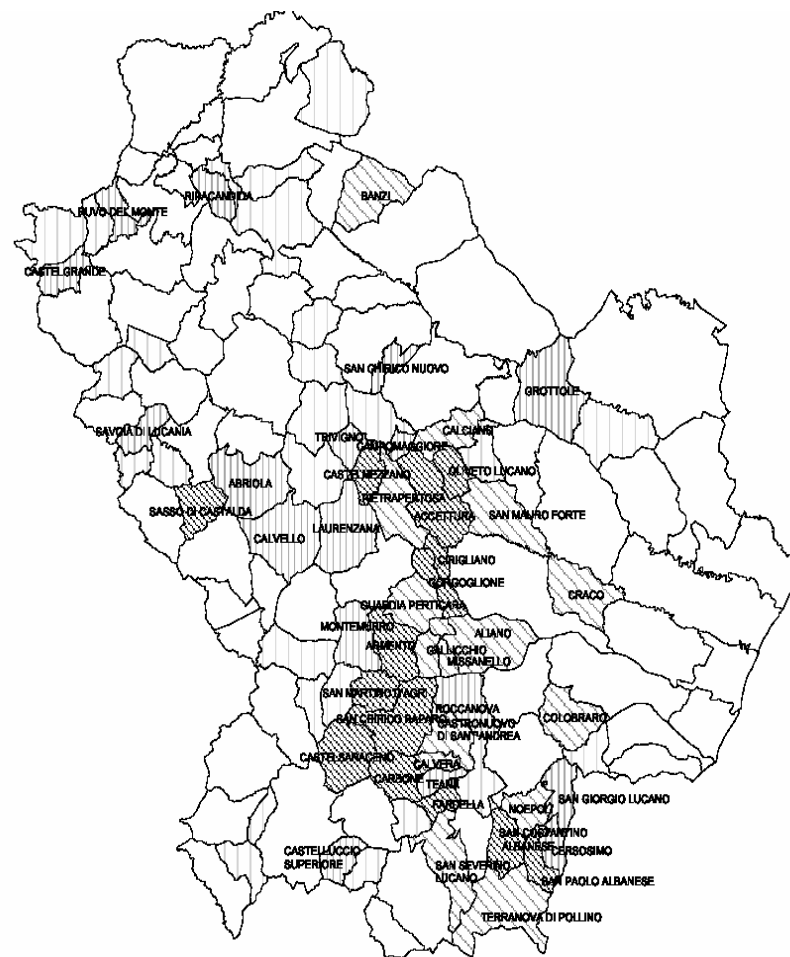 BANZI
RIPACANDIDA
RUVO DEL MONTE
CASTELGRANDE
SAN CHIRICO NUOVO
GROTTOLE
SAVOIA DI LUCANIA
TRIVIGNO
CALCIANO
CAMPOMAGGIORE
CASTELMEZZANO
OLIVETO LUCANO
ABRIOLA
PIETRAPERTOSA
SASSO DI CASTALDA
ACCETTURA
SAN MAURO FORTE
LAURENZANA
CALVELLO
CIRIGLIANO
GORGOGLIONE
CRACO
GUARDIA PERTICARA
MONTEMURRO
ALIANO
ARMENTO
GALLICCHIO
MISSANELLO
SAN MARTINO D'AGRI
ROCCANOVA
SAN CHIRICO RAPARO
CASTRONUOVO
DI SANT'ANDREA
COLOBRARO
CASTELSARACENO
CALVERA
CARBONE
TEANA
SAN GIORGIO LUCANO
FARDELLA
NOEPOLI
SAN COSTANTINO
ALBANESE
CERSOSIMO
CASTELLUCCIO
SUPERIORE
SAN SEVERINO
LUCANO
SAN PAOLO ALBANESE
TERRANOVA DI POLLINO